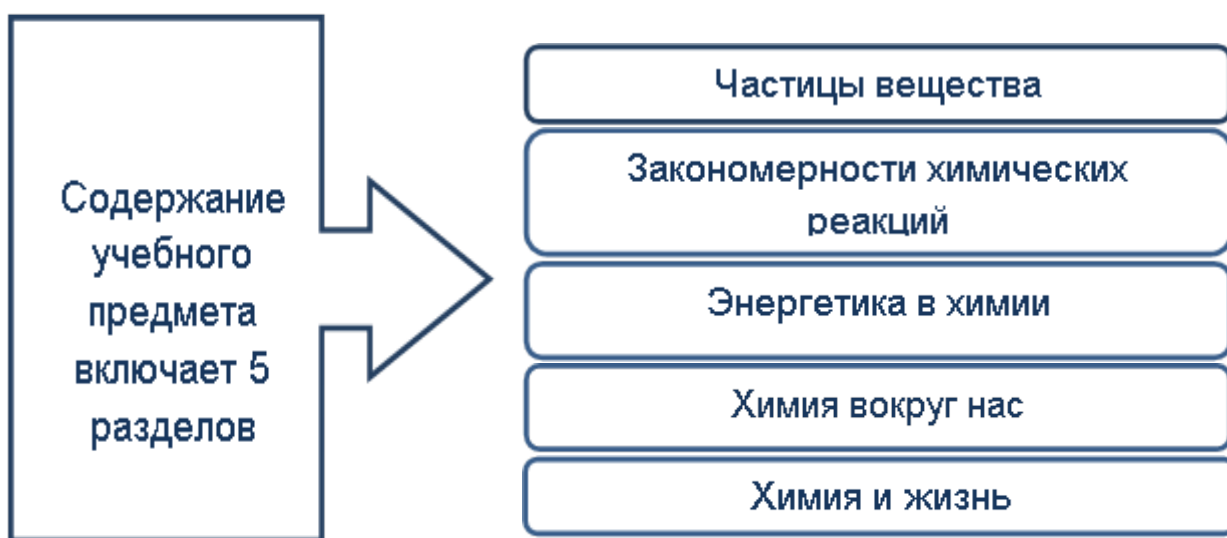 Содержание
учебного
предмета
включает 5
разделов
Частицы вещества
Закономерности химических
реакций
Энергетика в химии
Химия вокруг нас
Химия и жизнь